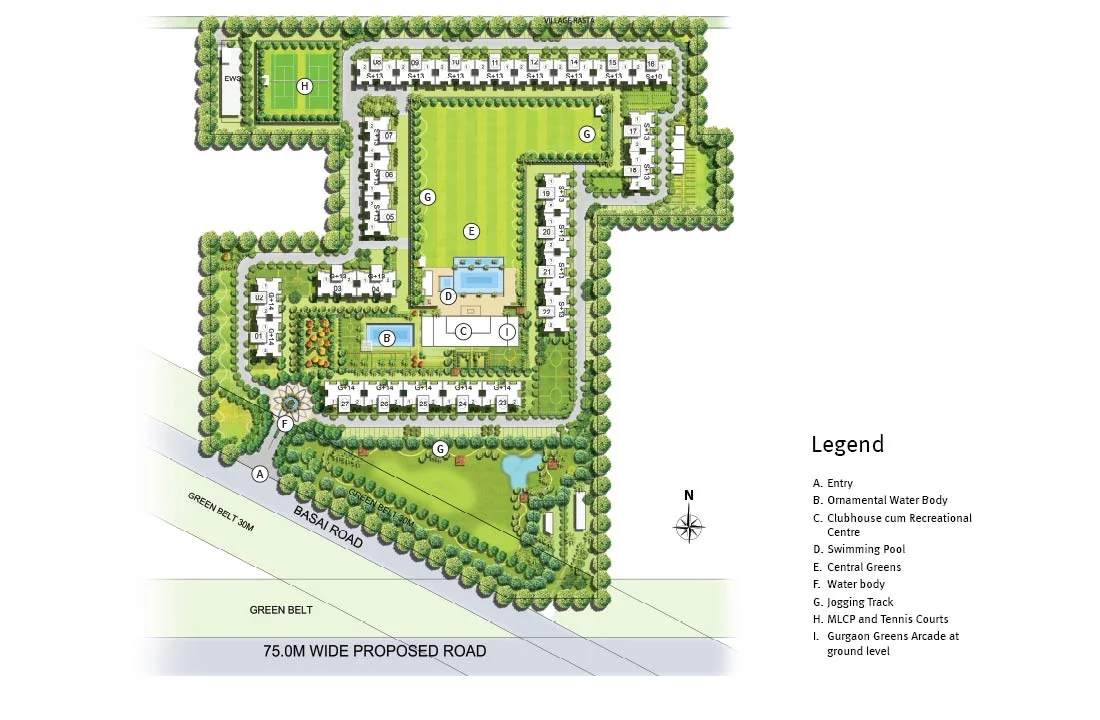 VILLAGE RASTA
EWS
H
08 09 10 11 12 14 15 16
S+13 S+13 S+13 S+13 S+13 S+13 S+13 S+10
G
17
S+13
18
S+13
07
S+13
06
S+13
05
S+13
G
E
19
S+13
20
S+13
21
S+13
22
S+13
G+13 G+13
03 04
02
G+14
01
G+14
D
B
C
I
G+14 G+14 G+14 G+14 G+14
27 26 25 24 23
F
G
A
GREEN BELT 30M
GREEN BELT 30M
BASAI ROAD
GREEN BELT
75.0M WIDE PROPOSED ROAD
N
Legend
A. Entry
B. Ornamental Water Body
C. Clubhouse cum Recreational
Centre
D. Swimming Pool
E. Central Greens
F. Water body
G. Jogging Track
H. MLCP and Tennis Courts
I. Gurgaon Greens Arcade at
ground level